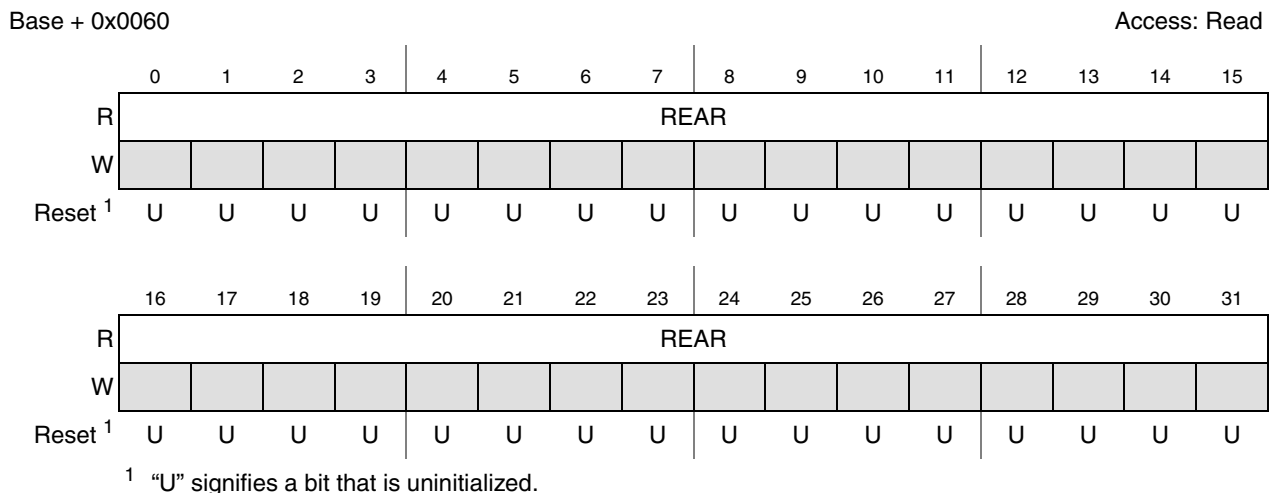 Base + 0x0060 Access: Read
0 1 2 3 4 5 6 7 8 9 10 11 12 13 14 15
R REAR
W
Reset 1 U U U U U U U U U U U U U U U U
16 17 18 19 20 21 22 23 24 25 26 27 28 29 30 31
R REAR
W
Reset 1 U U U U U U U U U U U U U U U U
1 “U” signifies a bit that is uninitialized.